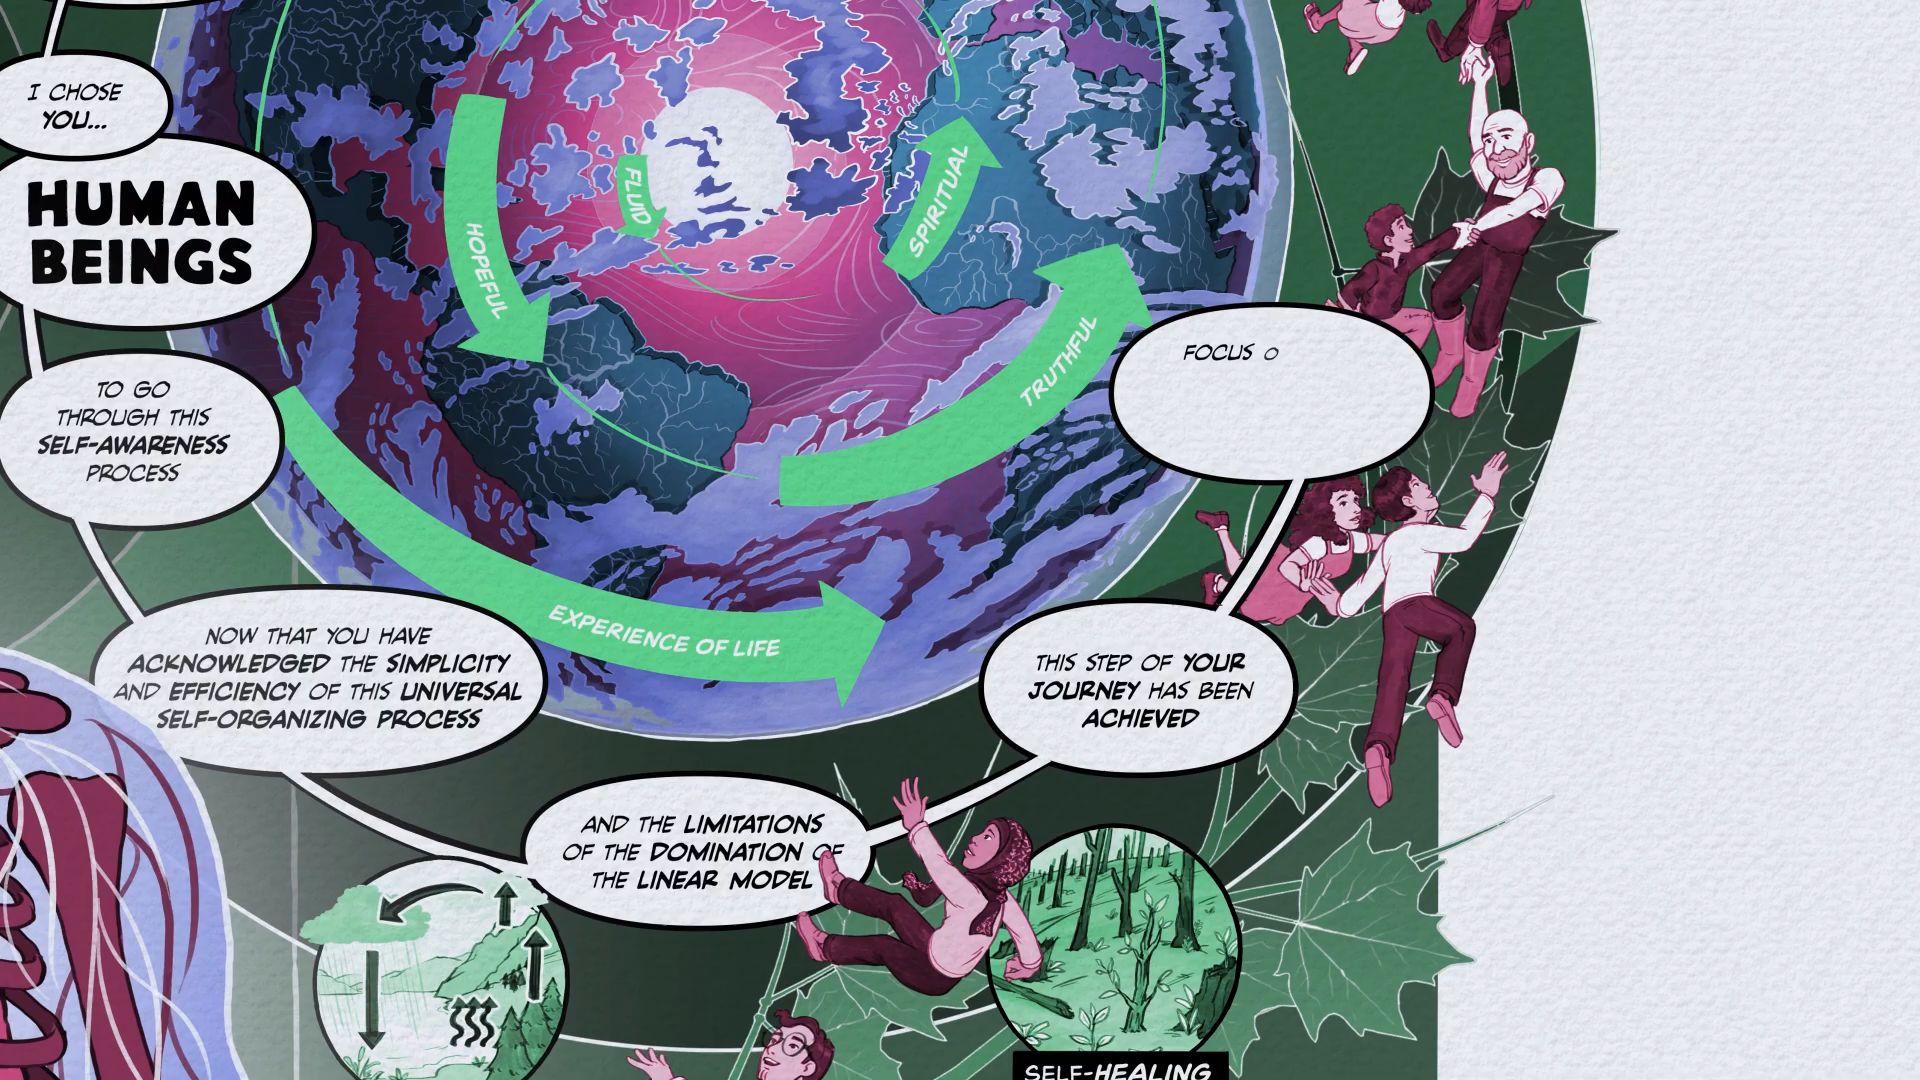 I CHOSE
YOU...
HUMAN
BEINGS
TO GO
THROUGH THIS
SELF-AWARENESS
PROCESS
NOW THAT YOU HAVE
ACKNOWLEDGED THE SIMPLICITY
AND EFFICIENCY OF THIS UNIVERSAL
SELF-ORGANIZING PROCESS
AND THE LIMITATIONS
OF THE DOMINATION OF
THE LINEAR MODEL
THIS STEP OF YOUR
JOURNEY HAS BEEN
ACHIEVED
FOCUS O
FLUID
HOPEFUL
SPIRITUAL
TRUTHFUL
EXPERIENCE OF LIFE
SELF-HEALING